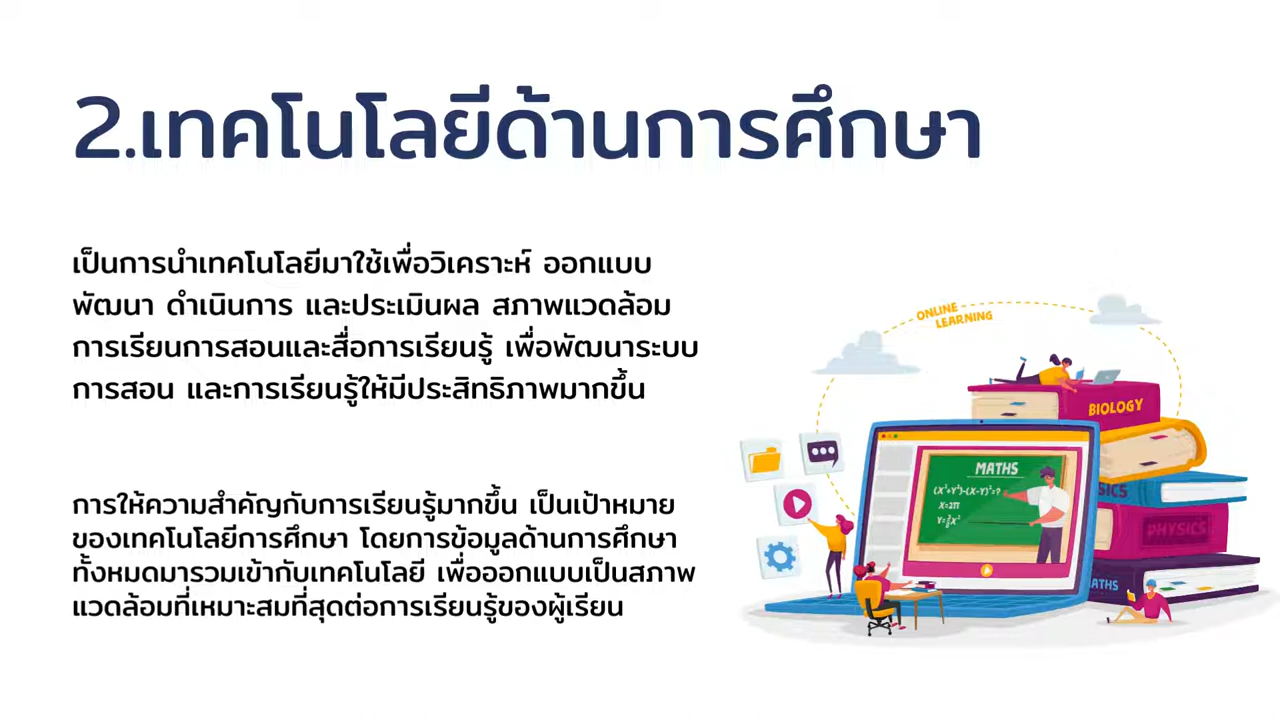 2.เทคโนโลยีด้านการศึกษา
เป็นการนำเทคโนโลยีมาใช้เพื่อวิเคราะห์ ออกแบบ
พัฒนา ดำเนินการ และประเมินผล สภาพแวดล้อม
การเรียนการสอนและสื่อการเรียนรู้ เพื่อพัฒนาระบบ
การสอน และการเรียนรู้ให้มีประสิทธิภาพมากขึ้น
การให้ความสำคัญกับการเรียนรู้มากขึ้น เป็นเป้าหมาย
ของเทคโนโลยีการศึกษา โดยการข้อมูลด้านการศึกษา
ทั้งหมดมารวมเข้ากับเทคโนโลยี เพื่อออกแบบเป็นสภาพ
แวดล้อมที่เหมาะสมที่สุดต่อการเรียนรู้ของผู้เรียน
ONLINE
LEARNING
BIOLOGY
MATHS
X=2π
SICS
PHYSICS
ATHS